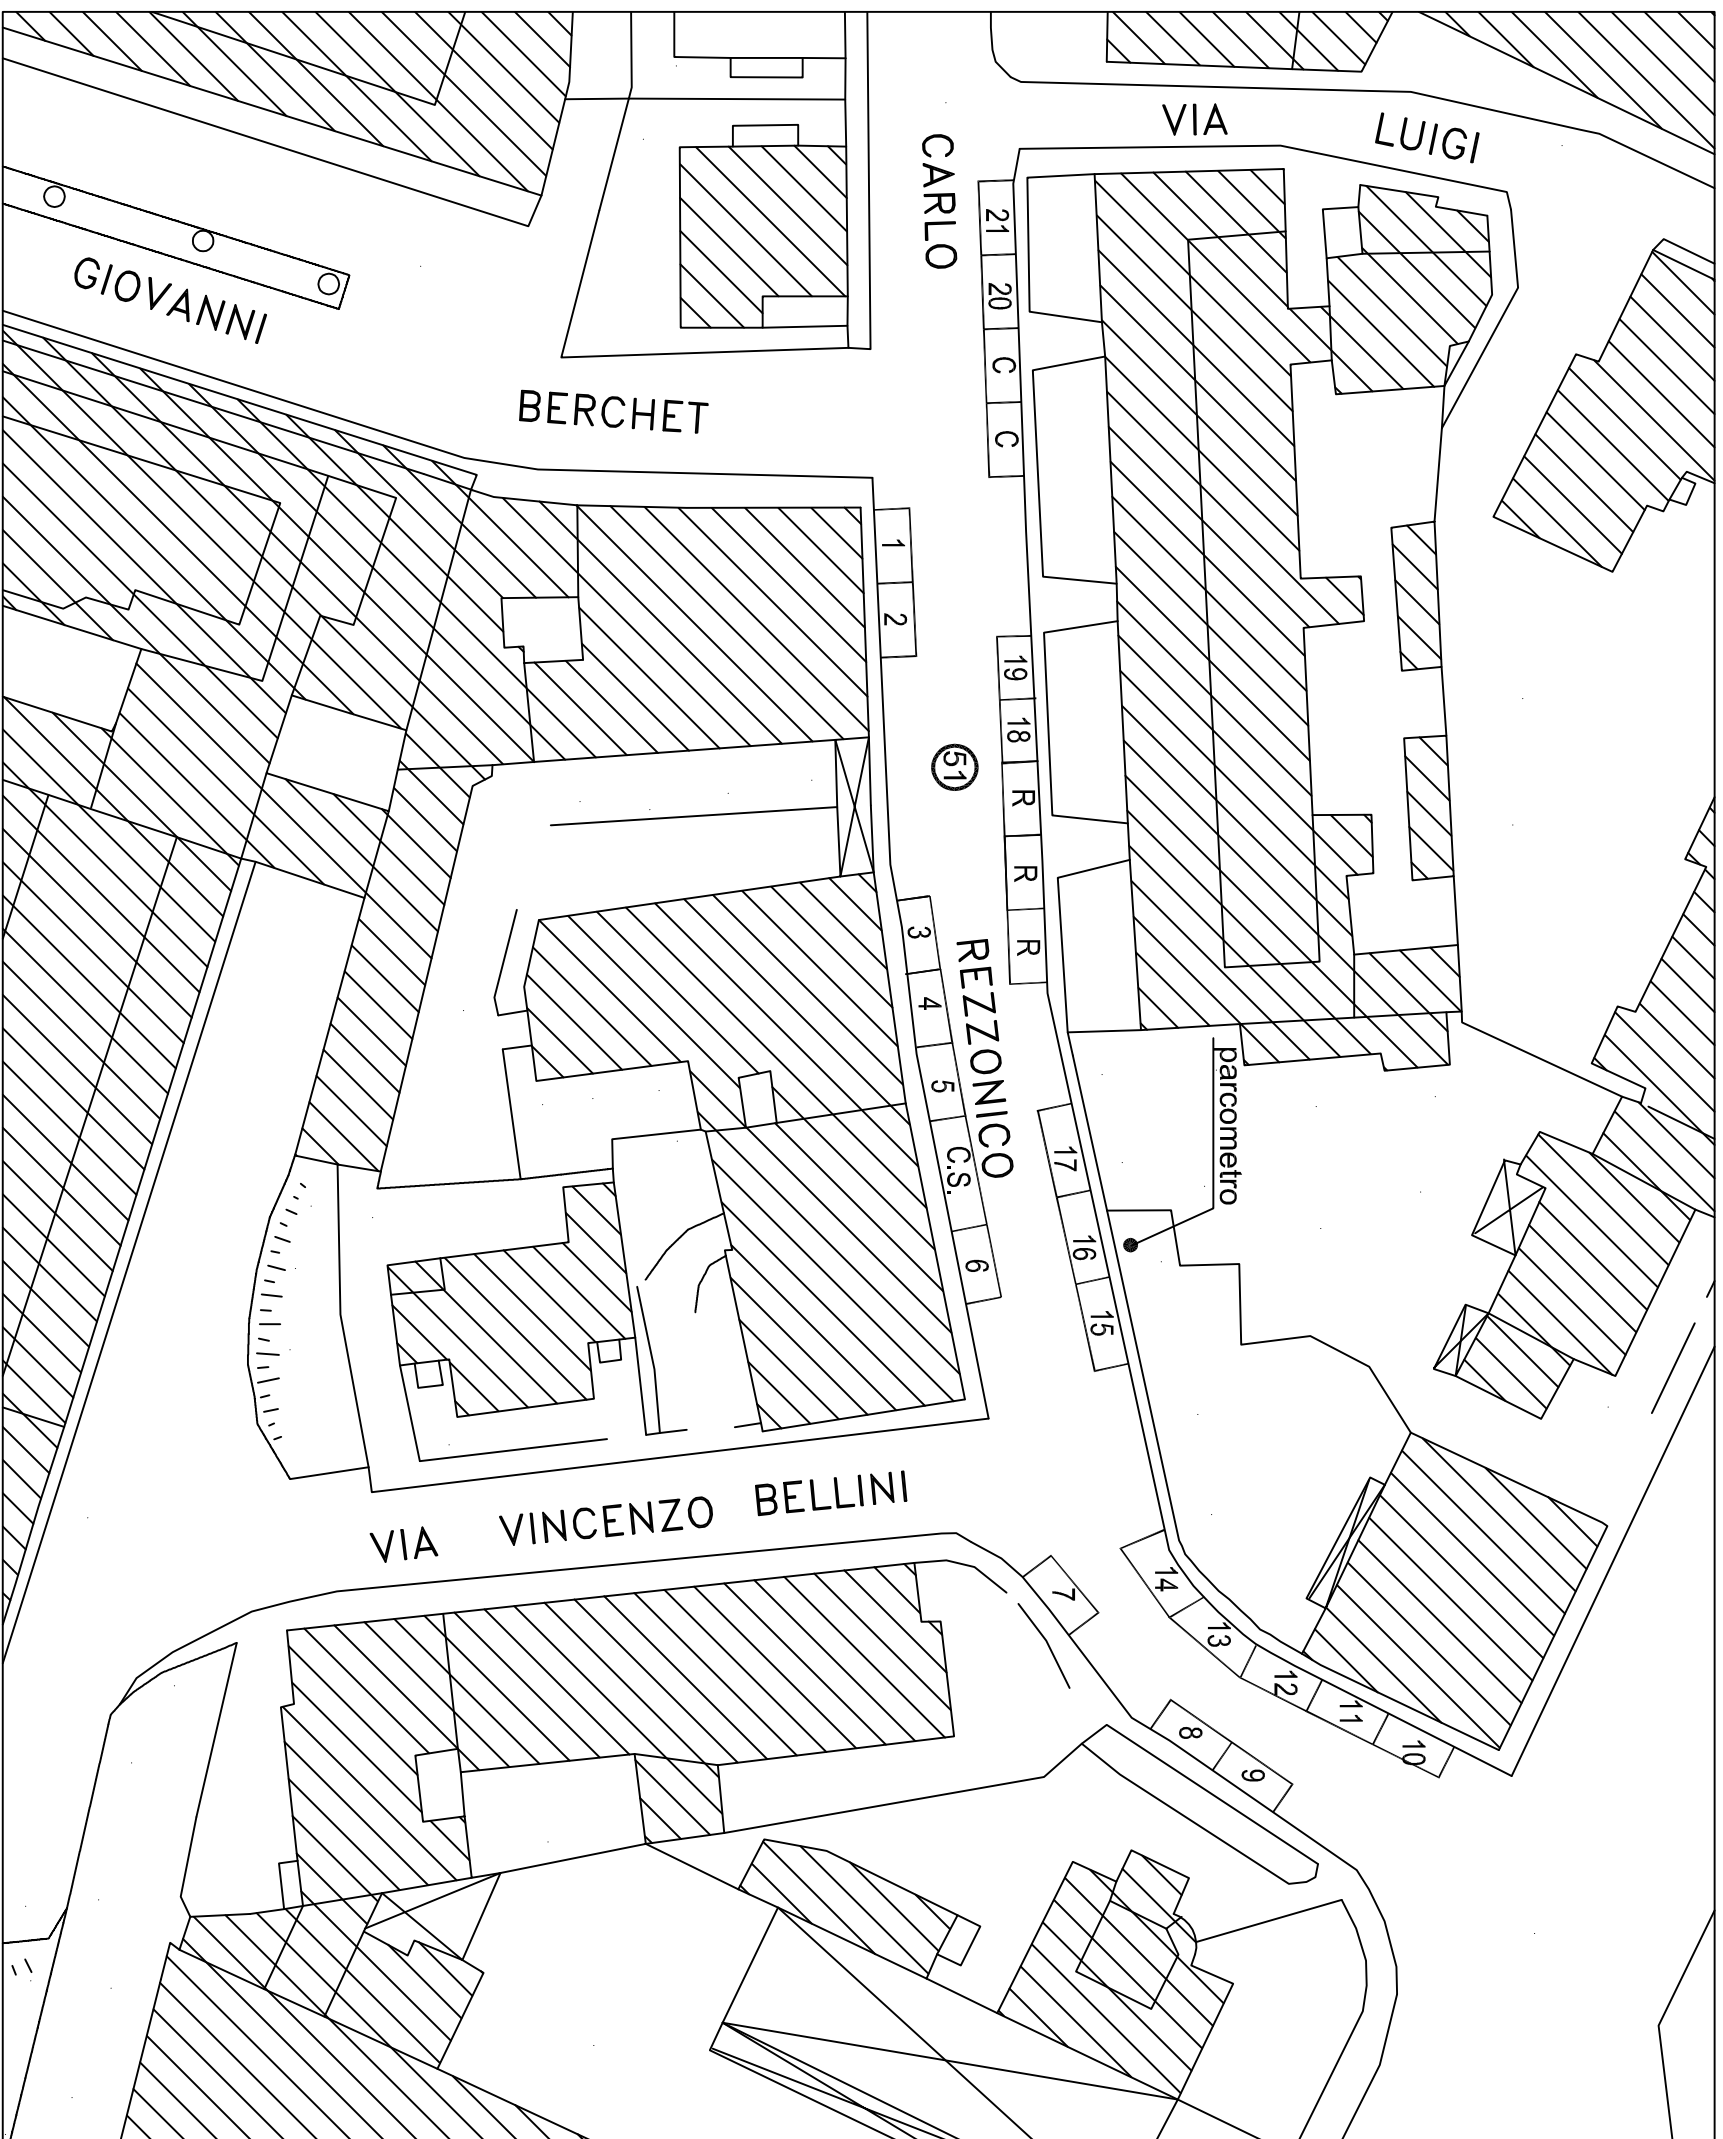 VIA LUIGI
CARLO
REZZONICO
GIOVANNI
BERCHET
VIA VINCENZO BELLINI
parcometro
51
21
20
C
C
1
2
19
18
R
R
R
3
4
5
C.S.
6
17
16
15
14
13
12
11
10
7
8
9